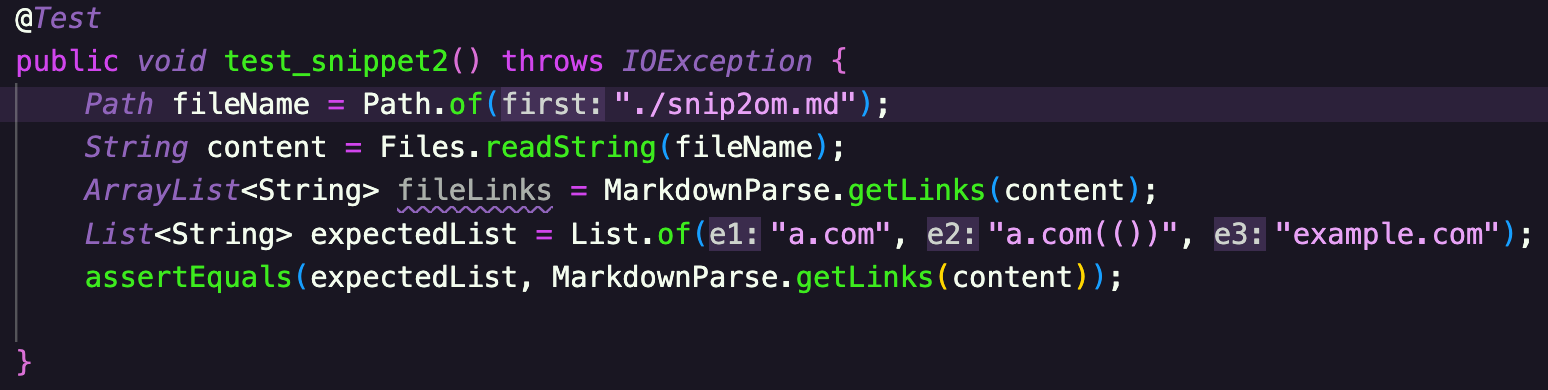 @Test
public void test_snippet2() throws IOException {
    Path fileName = Path.of(first: "./snip2om.md");
    String content = Files.readString(fileName);
    ArrayList<String> fileLinks = MarkdownParse.getLinks(content);
    List<String> expectedList = List.of(e1: "a.com", e2: "a.com(())", e3: "example.com");
    assertEquals(expectedList, MarkdownParse.getLinks(content));
}